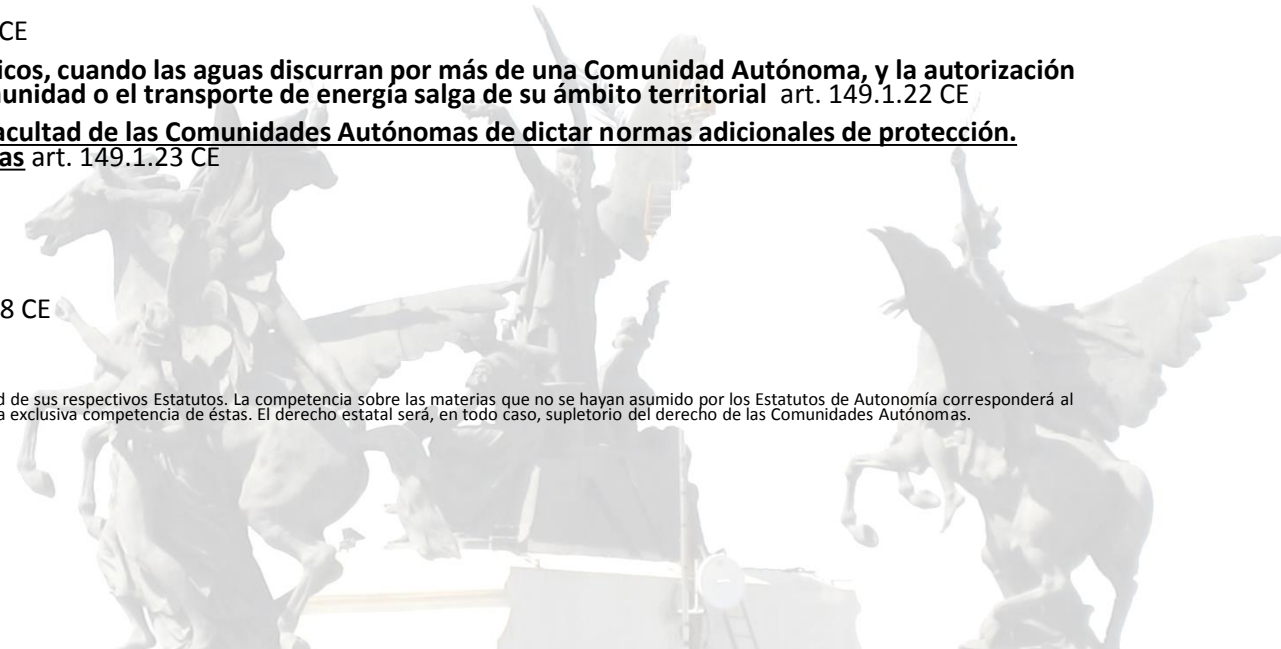 CE
icos, cuando las aguas discurran por más de una Comunidad Autónoma, y la autorización
unidad o el transporte de energía salga de su ámbito territorial art. 149.1.22 CE
acultad de las Comunidades Autónomas de dictar normas adicionales de protección.
as art. 149.1.23 CE
8 CE
d de sus respectivos Estatutos. La competencia sobre las materias que no se hayan asumido por los Estatutos de Autonomía corresponderá al
a exclusiva competencia de éstas. El derecho estatal será, en todo caso, supletorio del derecho de las Comunidades Autónomas.